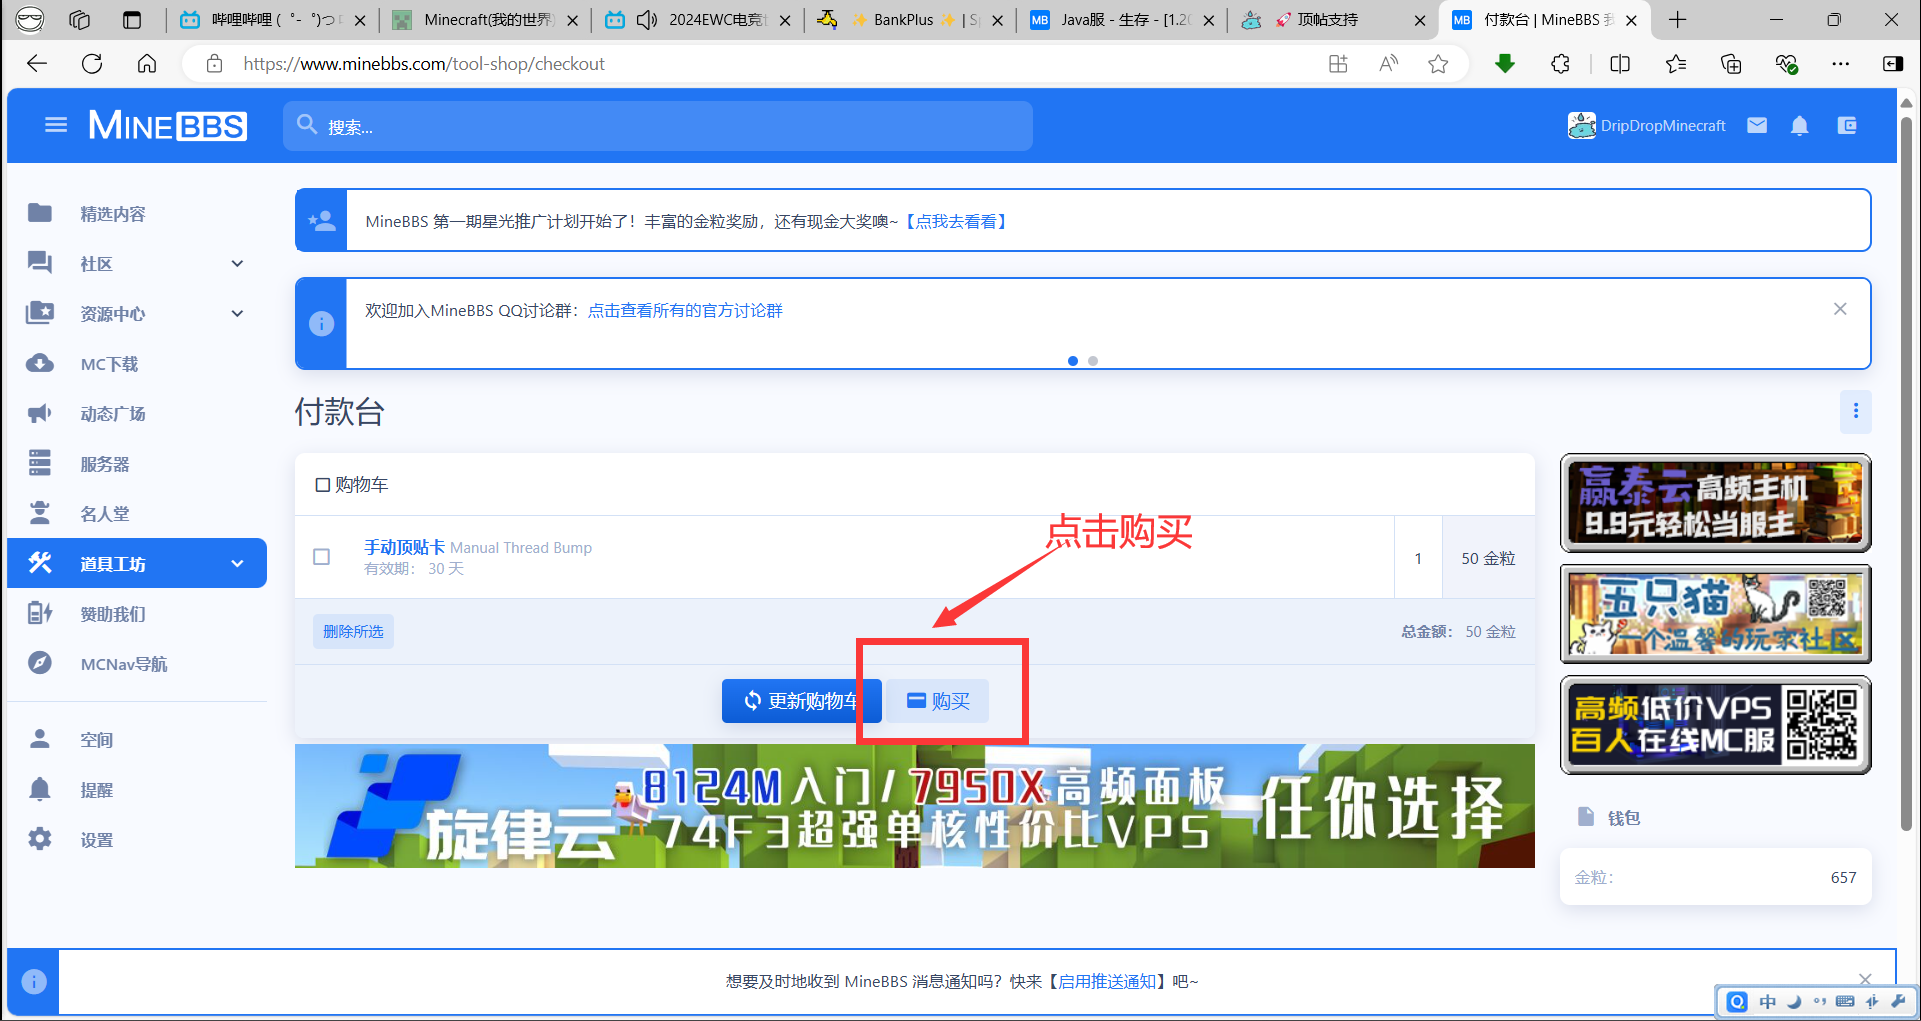 哔哩哔哩 (゜-゜)つ
Minecraft(我的世界)
2024EWC电竞
✨ BankPlus ✨ | Sp
Java服 - 生存 - [1.20
🚀 顶帖支持
付款台 | MineBBS 我
https://www.minebbs.com/tool-shop/checkout
MINEBBS
搜索...
DripDropMinecraft
精选内容
社区
资源中心
MC下载
动态广场
服务器
名人堂
道具工坊
赞助我们
MCNav导航
空间
提醒
设置
MineBBS 第一期星光推广计划开始了！丰富的金粒奖励，还有现金大奖噢~【点我去看看】
欢迎加入MineBBS QQ讨论群：点击查看所有的官方讨论群
付款台
购物车
手动顶贴卡 Manual Thread Bump
有效期： 30 天
1
50 金粒
点击购买
删除所选
总金额： 50 金粒
更新购物车
购买
旋律云
8124M入门/7950X高频面板
74F3超强单核性价比VPS
任你选择
赢泰云高频主机
9.9元轻松当服主
五只猫
一个温馨的玩家社区
高频低价VPS
百人在线MC服
钱包
金粒：
657
想要及时地收到 MineBBS 消息通知吗？快来【启用推送通知】吧~
中